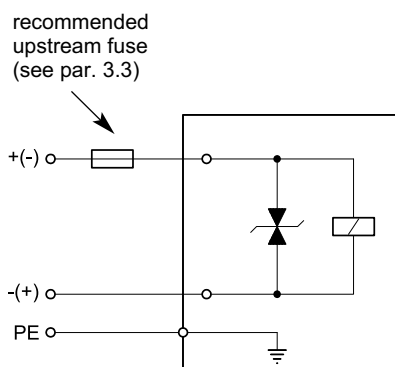 recommended
upstream fuse
(see par. 3.3)
+(-)
-(+)
PE